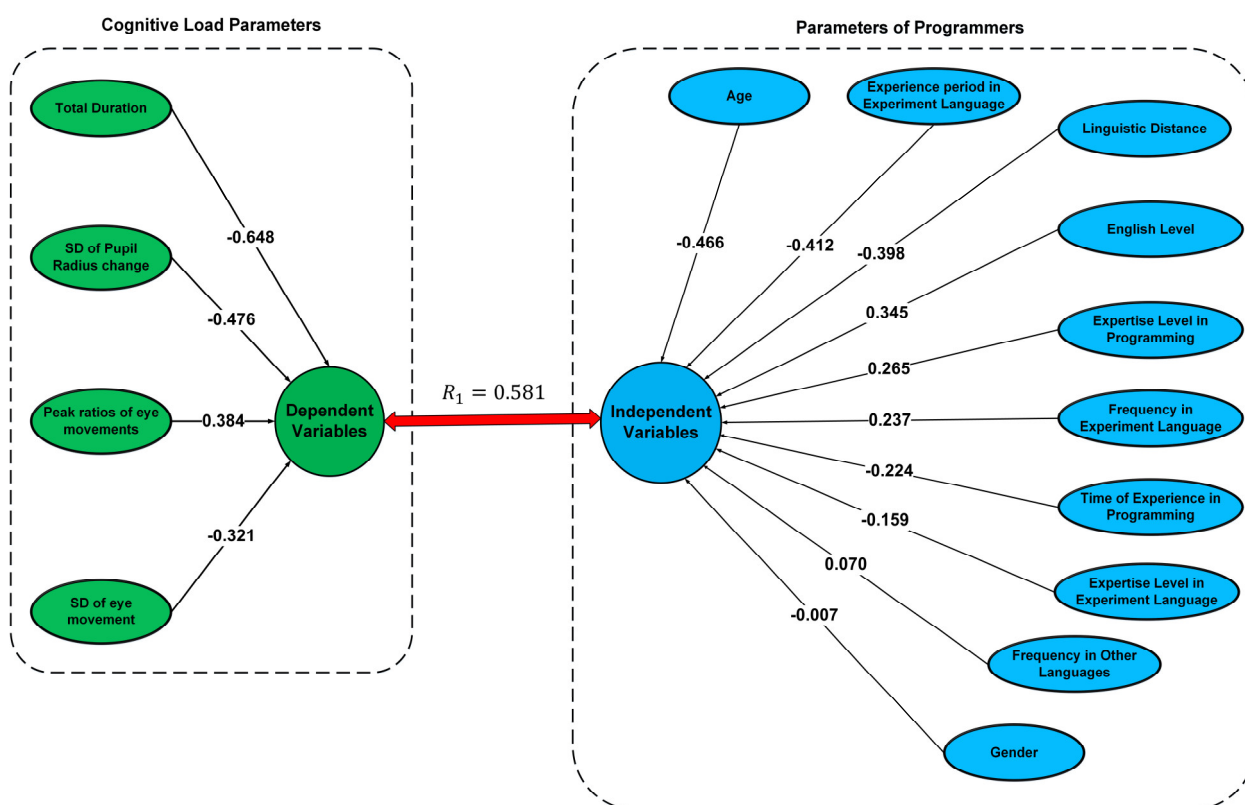 Cognitive Load Parameters
Total Duration
SD of Pupil
Radius change
Peak ratios of eye
movements
SD of eye
movement
-0.648
-0.476
0.384
-0.321
Dependent
Variables
R₁ = 0.581
Parameters of Programmers
Independent
Variables
Age
Experience period in
Experiment Language
Linguistic Distance
English Level
Expertise Level in
Programming
Frequency in
Experiment Language
Time of Experience in
Programming
Expertise Level in
Experiment Language
Frequency in Other
Languages
Gender
-0.466
-0.412
-0.398
0.345
0.265
0.237
-0.224
-0.159
0.070
-0.007